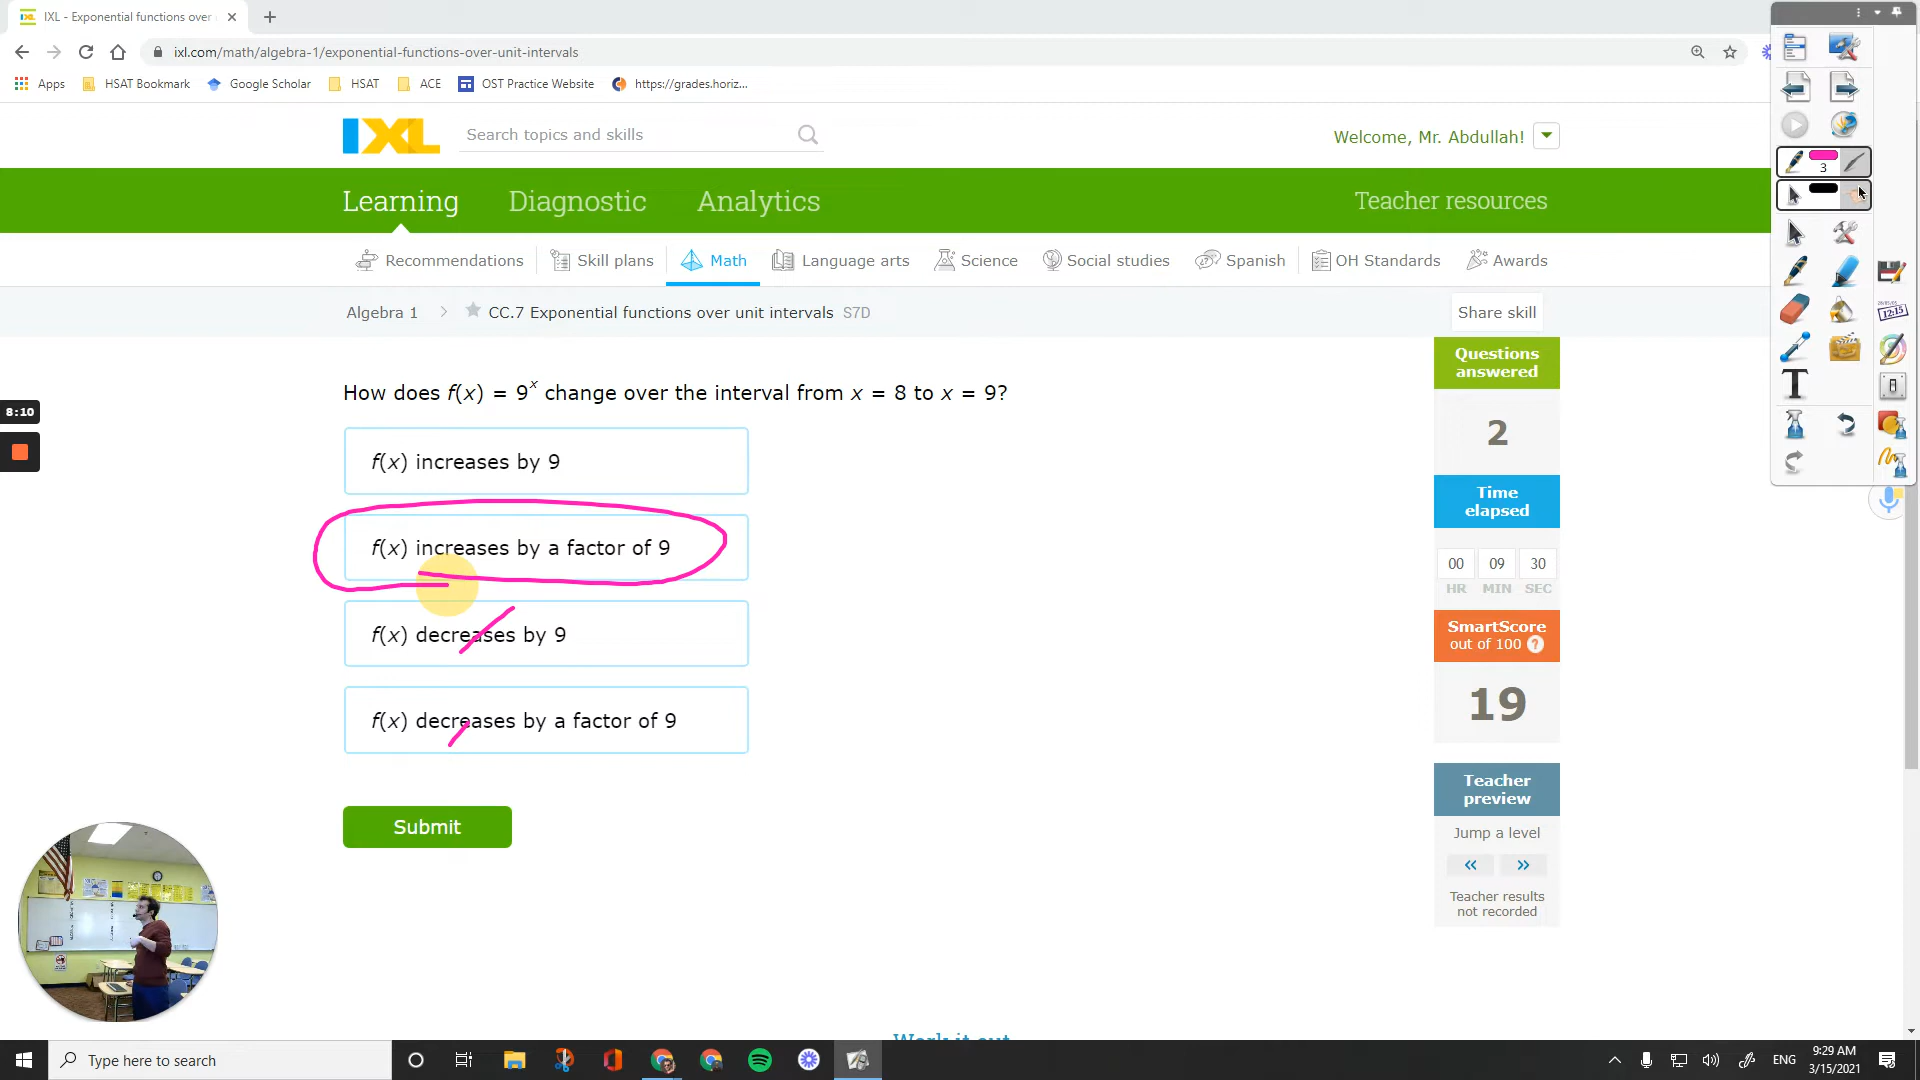 IXL - Exponential functions over
ixl.com/math/algebra-1/exponential-functions-over-unit-intervals
Apps HSAT Bookmark Google Scholar HSAT ACE OST Practice Website https://grades.horiz...
IXL Search topics and skills Welcome, Mr. Abdullah!
Learning Diagnostic Analytics Teacher resources
Recommendations Skill plans Math Language arts Science Social studies Spanish OH Standards Awards
Algebra 1 > CC.7 Exponential functions over unit intervals S7D Share skill
How does f(x) = 9^x change over the interval from x = 8 to x = 9?
f(x) increases by 9
f(x) increases by a factor of 9
f(x) decreases by 9
f(x) decreases by a factor of 9
Submit
Questions
answered
2
Time
elapsed
00 09 30
HR MIN SEC
SmartScore
out of 100 ?
19
Teacher
preview
Jump a level
Teacher results
not recorded
8:10
3
T
12:15
Type here to search
ENG
9:29 AM
3/15/2021